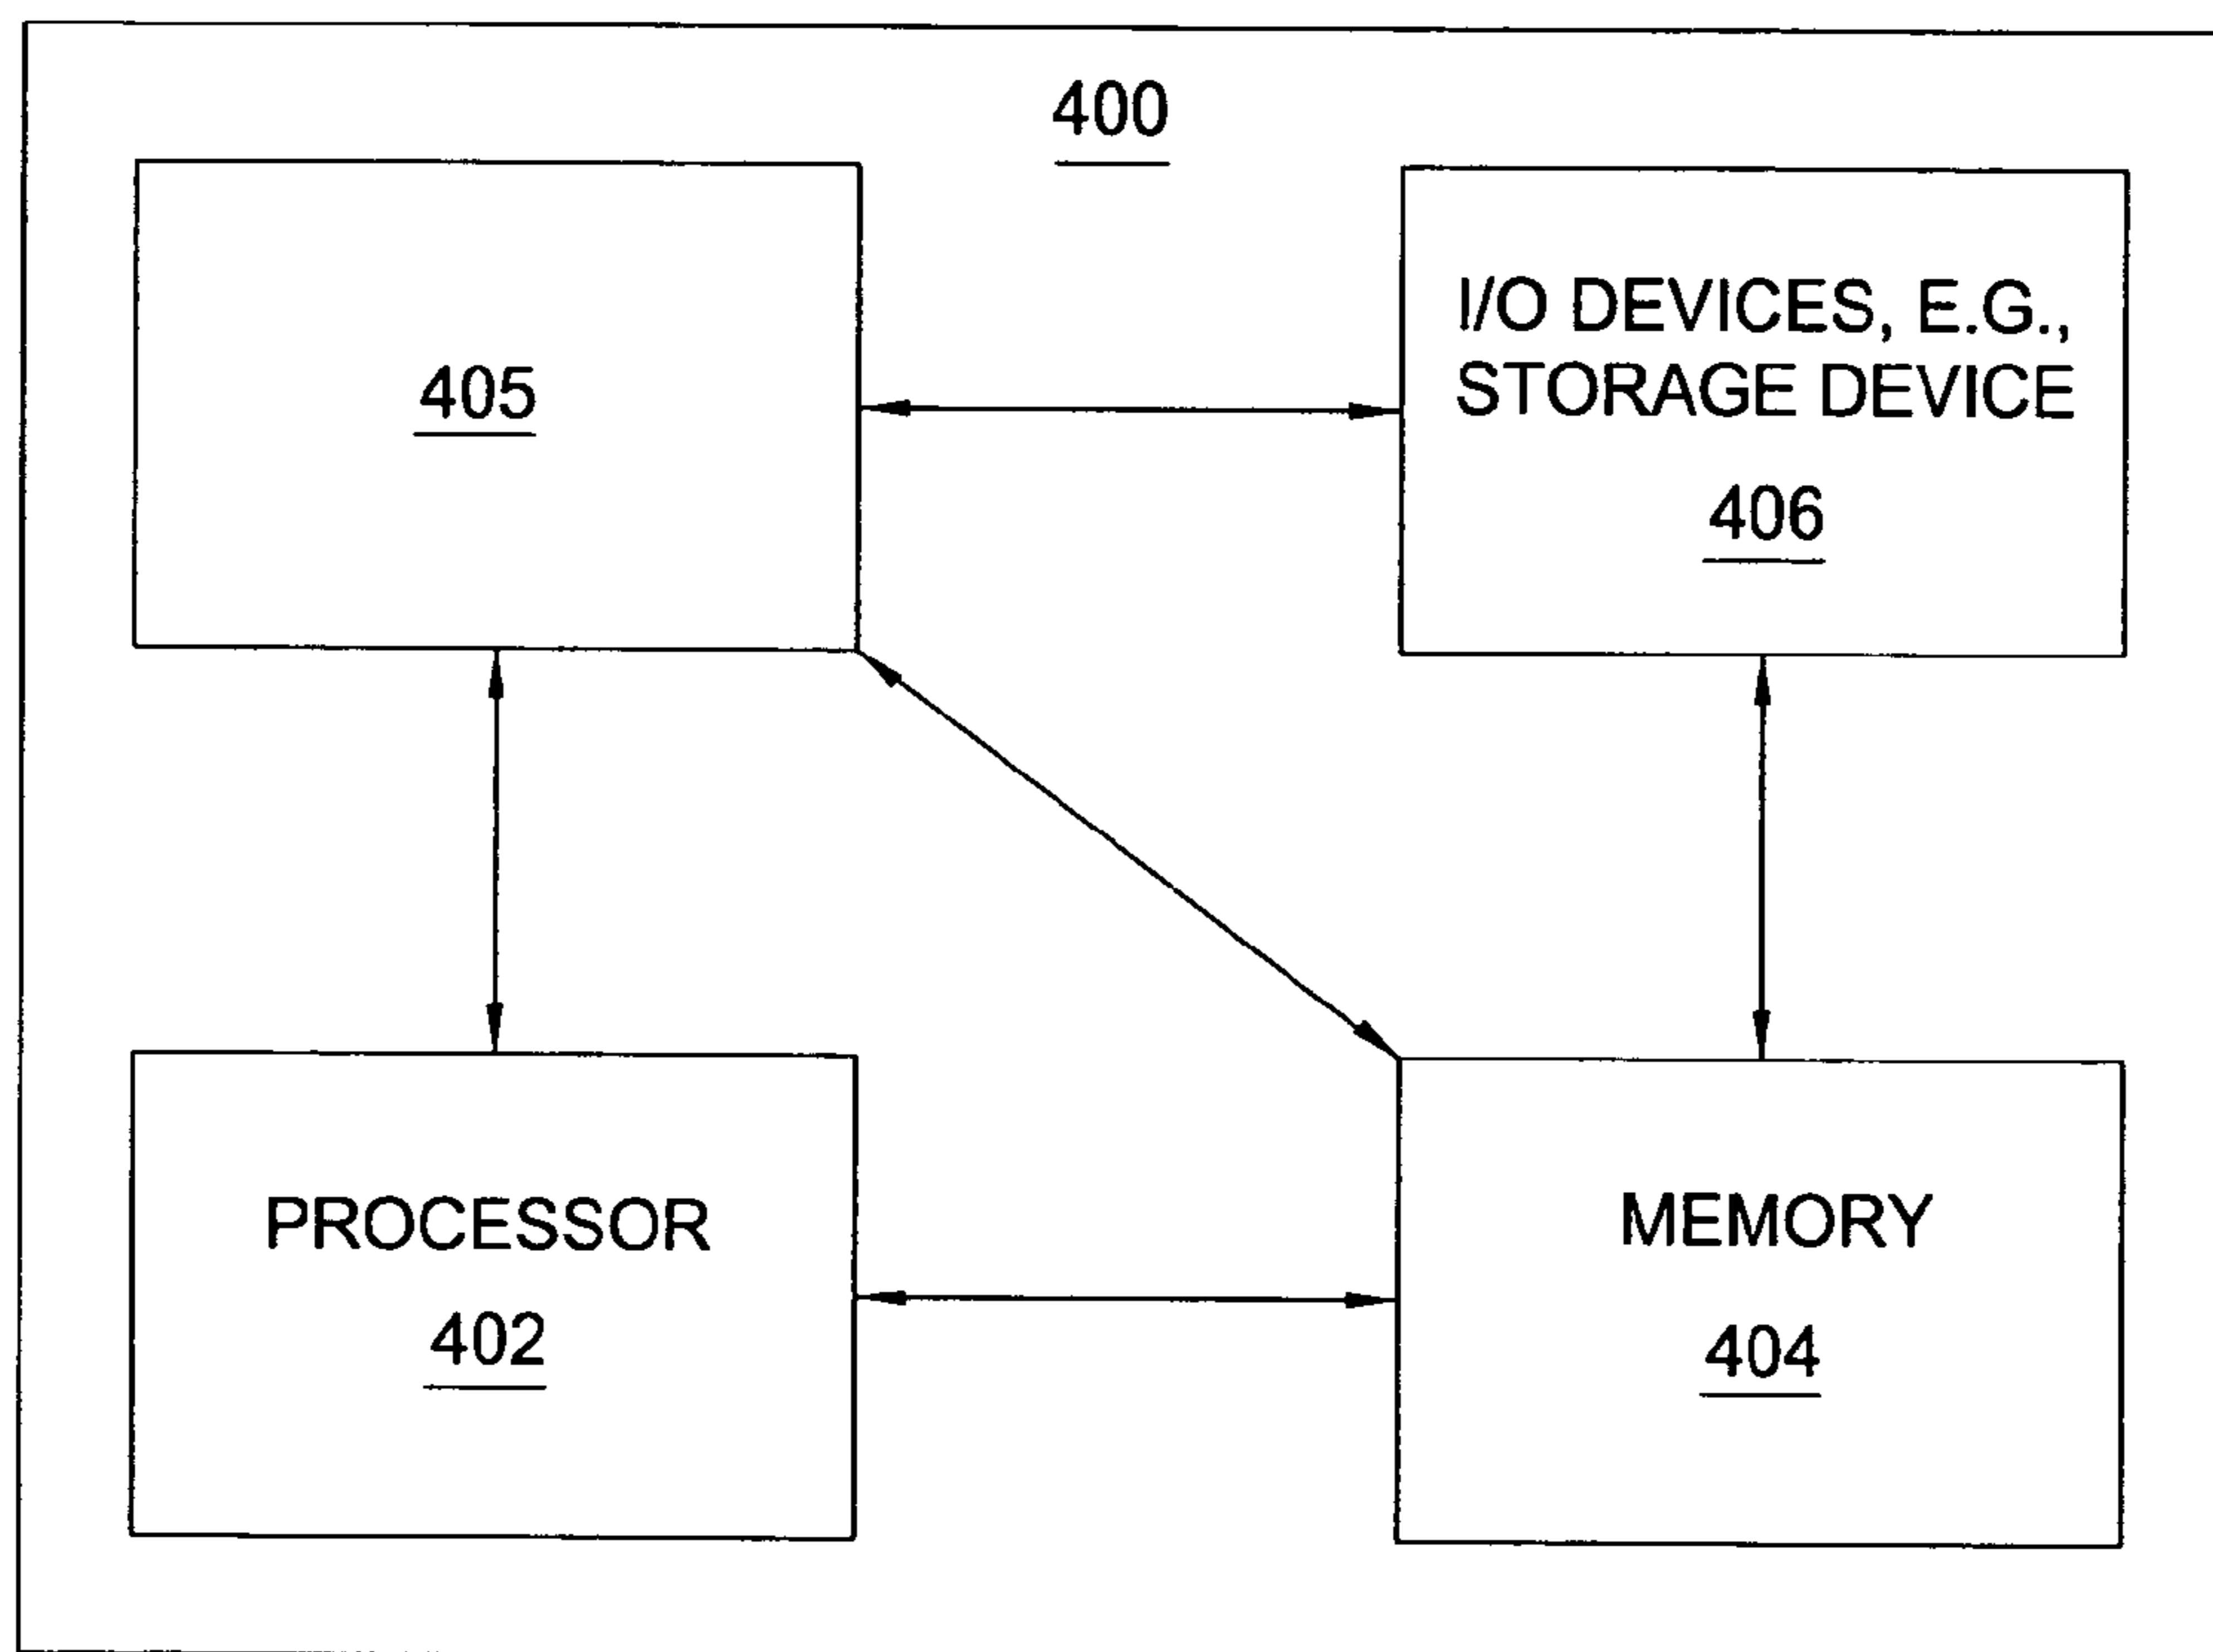 400
405
I/O DEVICES, E.G.,
STORAGE DEVICE
406
PROCESSOR
402
MEMORY
404